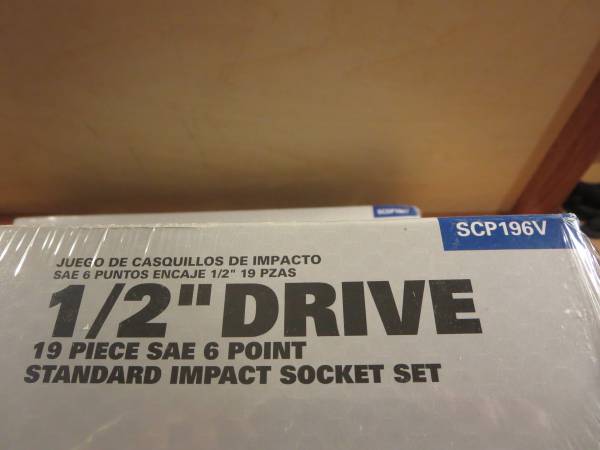 SCP196V
JUEGO DE CASQUILLOS DE IMPACTO
SAE 6 PUNTOS ENCAJE 1/2" 19 PZAS
1/2" DRIVE
19 PIECE SAE 6 POINT
STANDARD IMPACT SOCKET SET